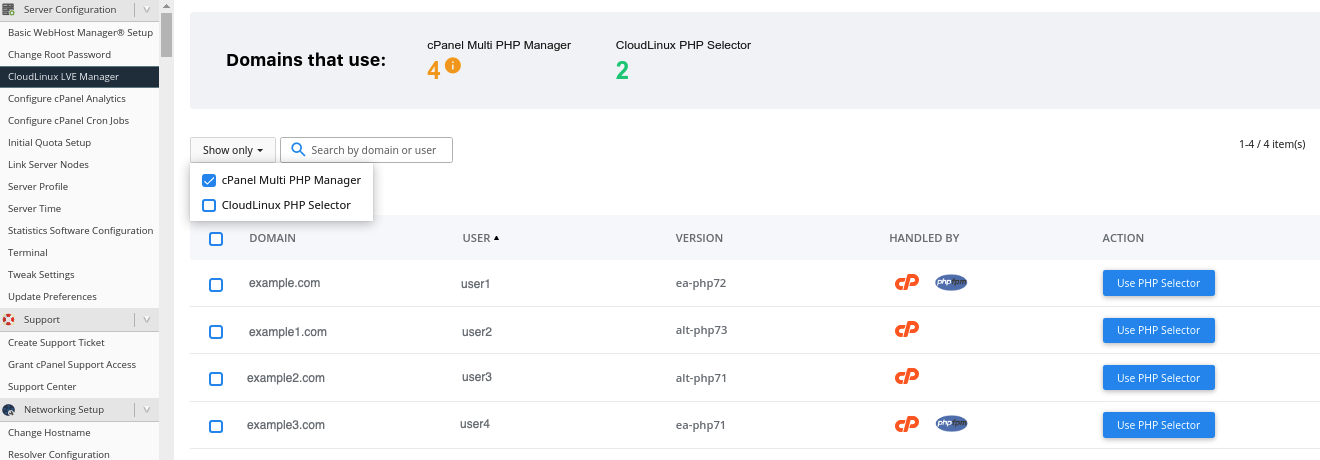 Server Configuration
Basic WebHost Manager® Setup
Change Root Password
CloudLinux LVE Manager
Configure cPanel Analytics
Configure cPanel Cron Jobs
Initial Quota Setup
Link Server Nodes
Server Profile
Server Time
Statistics Software Configuration
Terminal
Tweak Settings
Update Preferences
Support
Create Support Ticket
Grant cPanel Support Access
Support Center
Networking Setup
Change Hostname
Resolver Configuration
Domains that use:
cPanel Multi PHP Manager
4
CloudLinux PHP Selector
2
Show only
Search by domain or user
1-4 / 4 item(s)
cPanel Multi PHP Manager
CloudLinux PHP Selector
DOMAIN USER VERSION HANDLED BY ACTION
example.com user1 ea-php72 cP php fpm Use PHP Selector
example1.com user2 alt-php73 cP Use PHP Selector
example2.com user3 alt-php71 cP Use PHP Selector
example3.com user4 ea-php71 cP php fpm Use PHP Selector